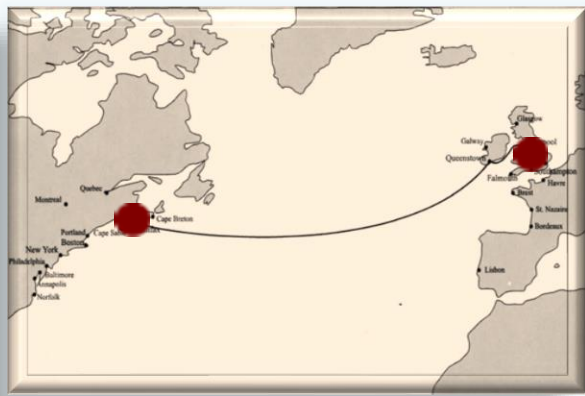 Glasgow
Galway
Queenstown
Falmouth
Havre
Brest
St. Nazaire
Bordeaux
Lisbon
Quebec
Montreal
Cape Breton
Portland
Cape
Boston
New York
Philadelphia
Baltimore
Annapolis
Norfolk